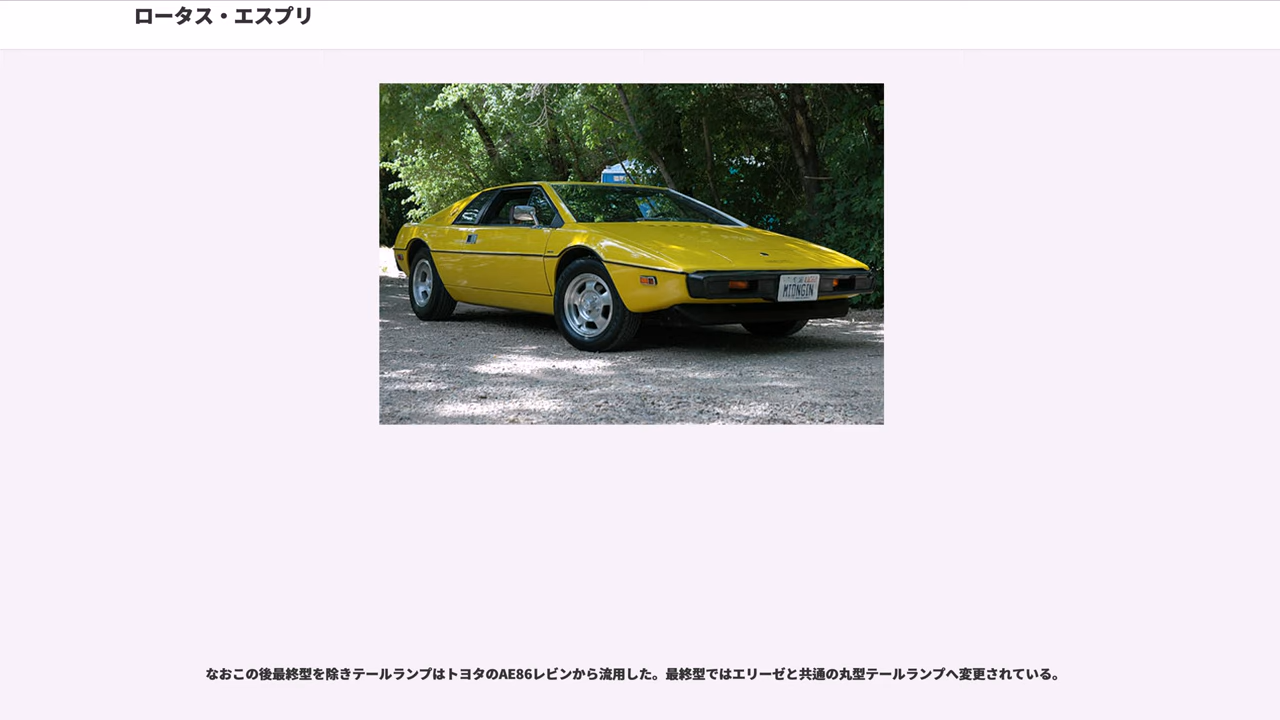 ロータス・エスプリ
MIDNGIN
なおこの後最終型を除きテールランプはトヨタのAE86レビンから流用した。最終型ではエリーゼと共通の丸型テールランプへ変更されている。